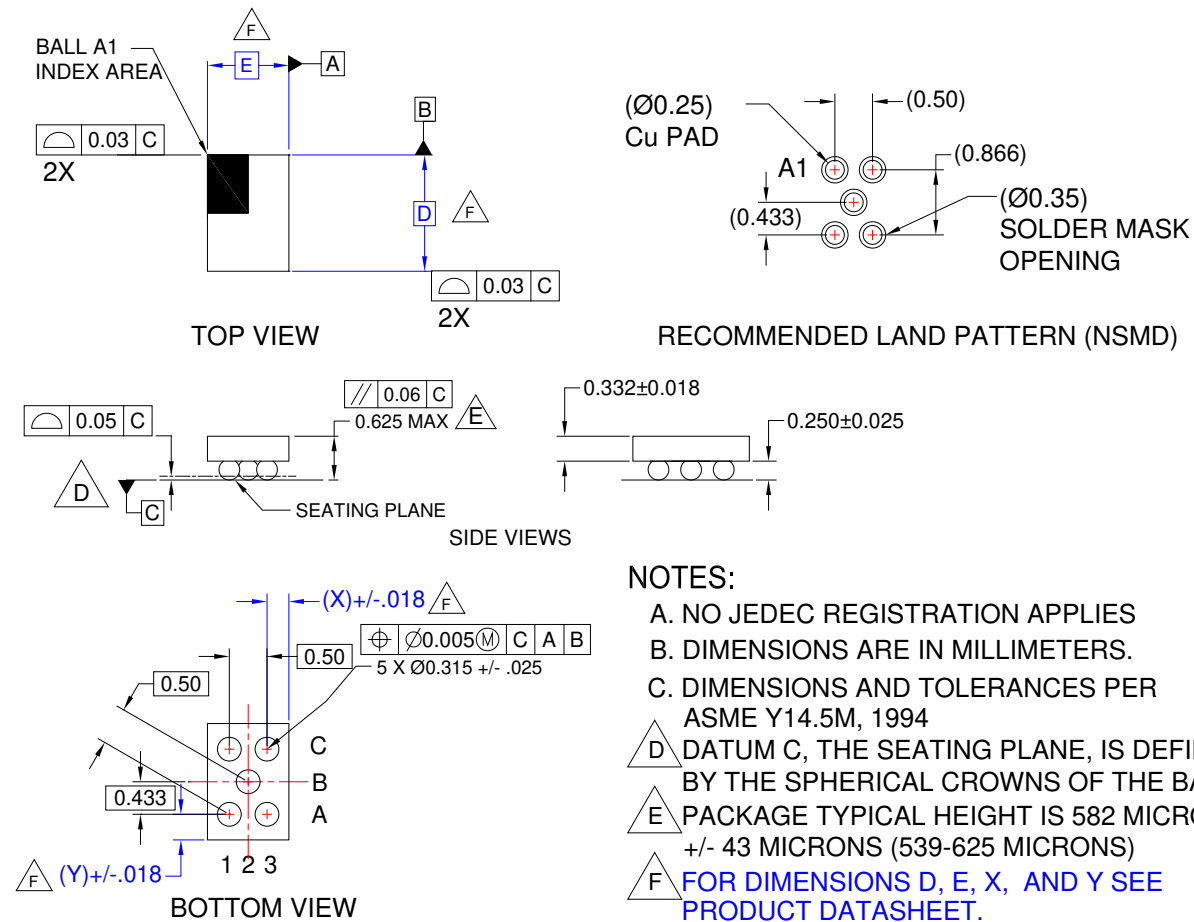 F
BALL A1
INDEX AREA
E
A
B
0.03 C
2X
D
F
0.03 C
2X
TOP VIEW
(Ø0.25)
Cu PAD
(0.50)
A1
(0.866)
(0.433)
(Ø0.35)
SOLDER MASK
OPENING
RECOMMENDED LAND PATTERN (NSMD)
0.05 C
// 0.06 C
0.625 MAX E
D
C
SEATING PLANE
0.332±0.018
0.250±0.025
SIDE VIEWS
(X)+/-.018 F
Ø0.005Ⓜ C A B
5 X Ø0.315 +/- .025
0.50
0.50
0.433
C
B
A
1 2 3
F (Y)+/-.018
BOTTOM VIEW
NOTES:
A. NO JEDEC REGISTRATION APPLIES
B. DIMENSIONS ARE IN MILLIMETERS.
C. DIMENSIONS AND TOLERANCES PER
ASME Y14.5M, 1994
D DATUM C, THE SEATING PLANE, IS
BY THE SPHERICAL CROWNS OF THE
E PACKAGE TYPICAL HEIGHT IS 582
+/- 43 MICRONS (539-625 MICRONS)
F FOR DIMENSIONS D, E, X, AND Y SEE
PRODUCT DATASHEET.